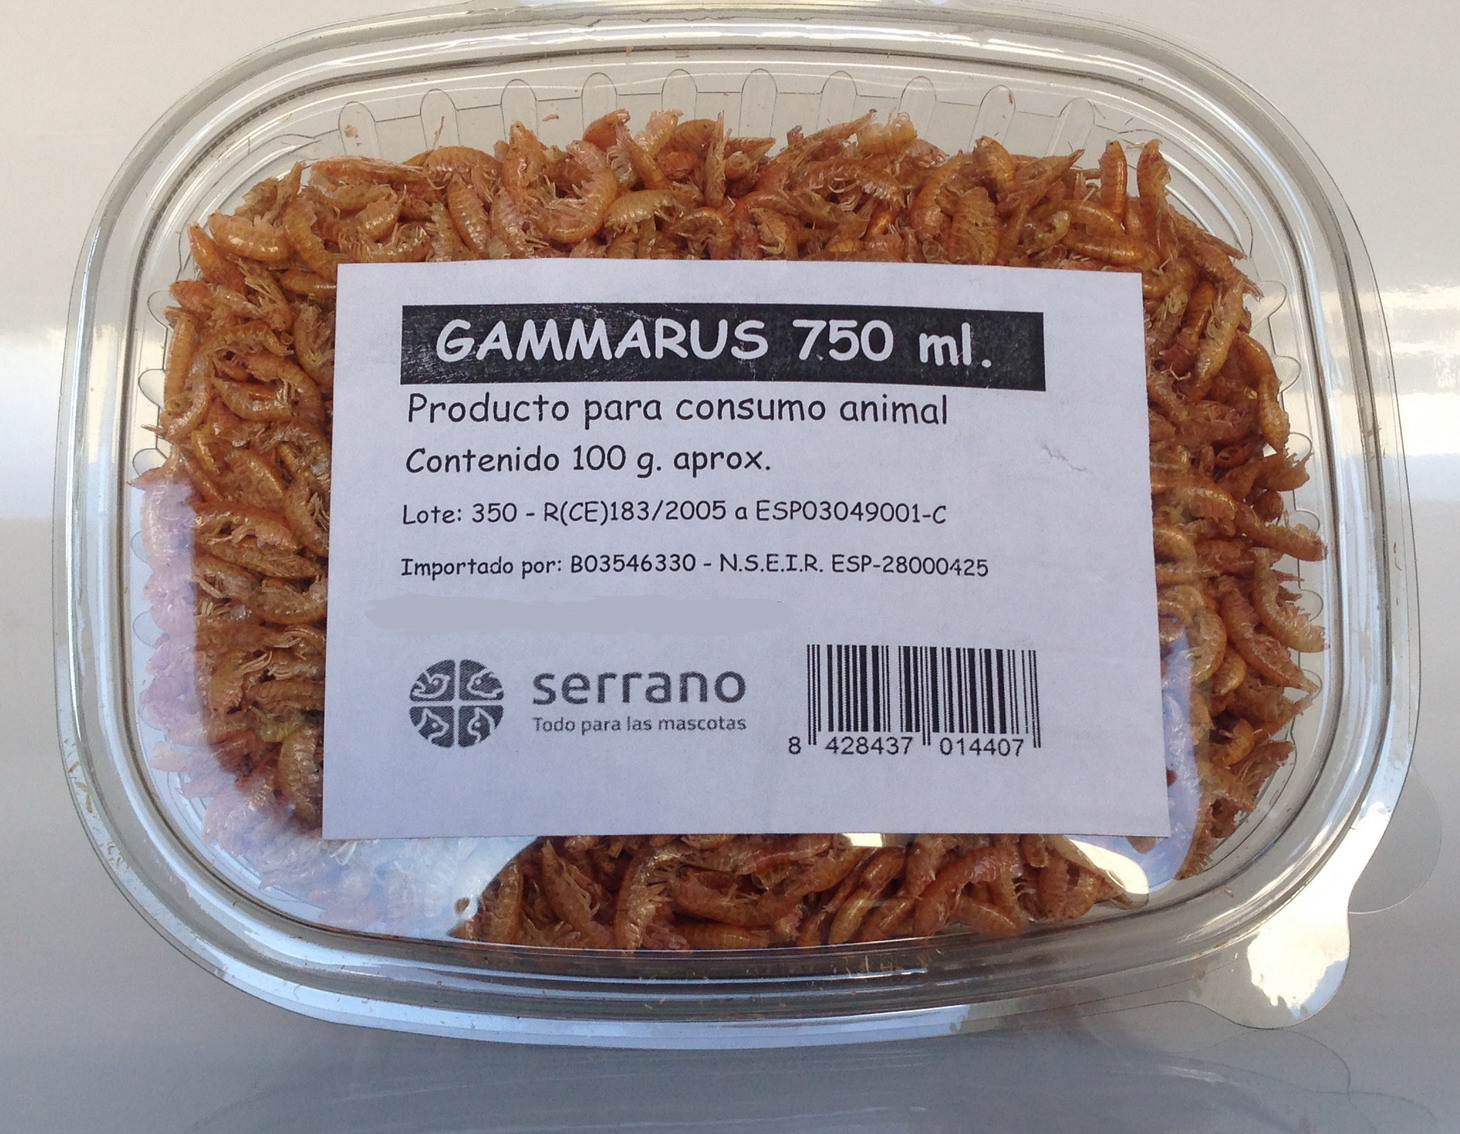 GAMMARUS 750 ml.
Producto para consumo animal
Contenido 100 g. aprox.
Lote: 350 - R(CE)183/2005 a ESP03049001-C
Importado por: B03546330 - N.S.E.I.R. ESP-28000425
serrano
Todo para las mascotas
8 428437 014407